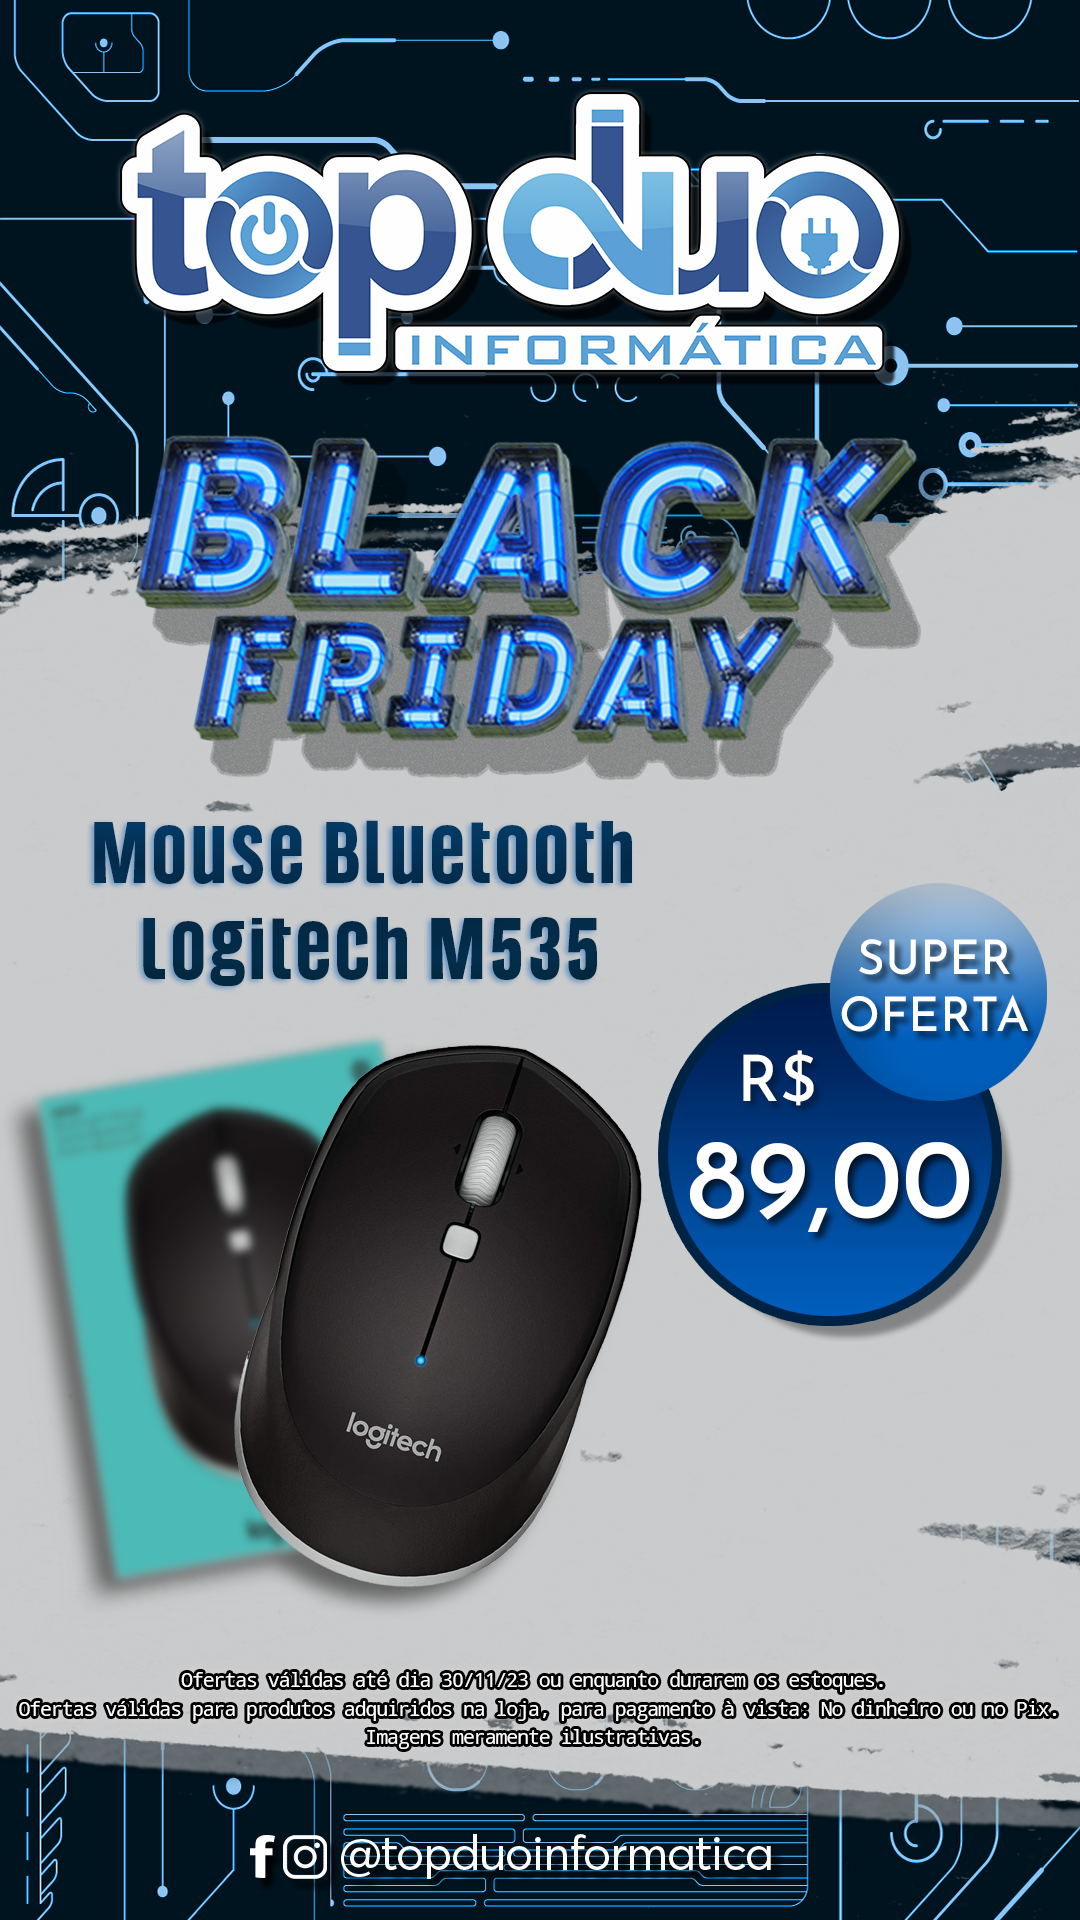 top duo
INFORMÁTICA
BLACK
FRIDAY
Mouse Bluetooth
Logitech M535
SUPER
OFERTA
R$
89,00
logitech
Ofertas válidas até dia 30/11/23 ou enquanto durarem os estoques.
Ofertas válidas para produtos adquiridos na loja, para pagamento à vista: No dinheiro ou no Pix.
Imagens meramente ilustrativas.
@topduoinformatica